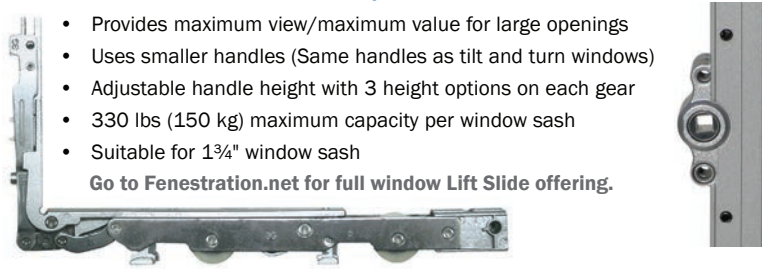 • Provides maximum view/maximum value for large openings
• Uses smaller handles (Same handles as tilt and turn windows)
• Adjustable handle height with 3 height options on each gear
• 330 lbs (150 kg) maximum capacity per window sash
• Suitable for 1¾" window sash
Go to Fenestration.net for full window Lift Slide offering.